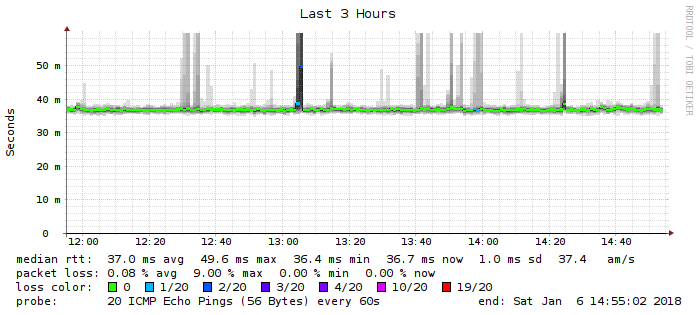 Last 3 Hours
RRDTOOL / TOBI OETIKER
Seconds
50 m
40 m
30 m
20 m
10 m
0
12:00 12:20 12:40 13:00 13:20 13:40 14:00 14:20 14:40
median rtt: 37.0 ms avg 49.6 ms max 36.4 ms min 36.7 ms now 1.0 ms sd 37.4 am/s
packet loss: 0.08 % avg 9.00 % max 0.00 % min 0.00 % now
loss color: 0 1/20 2/20 3/20 4/20 10/20 19/20
probe: 20 ICMP Echo Pings (56 Bytes) every 60s end: Sat Jan 6 14:55:02 2018